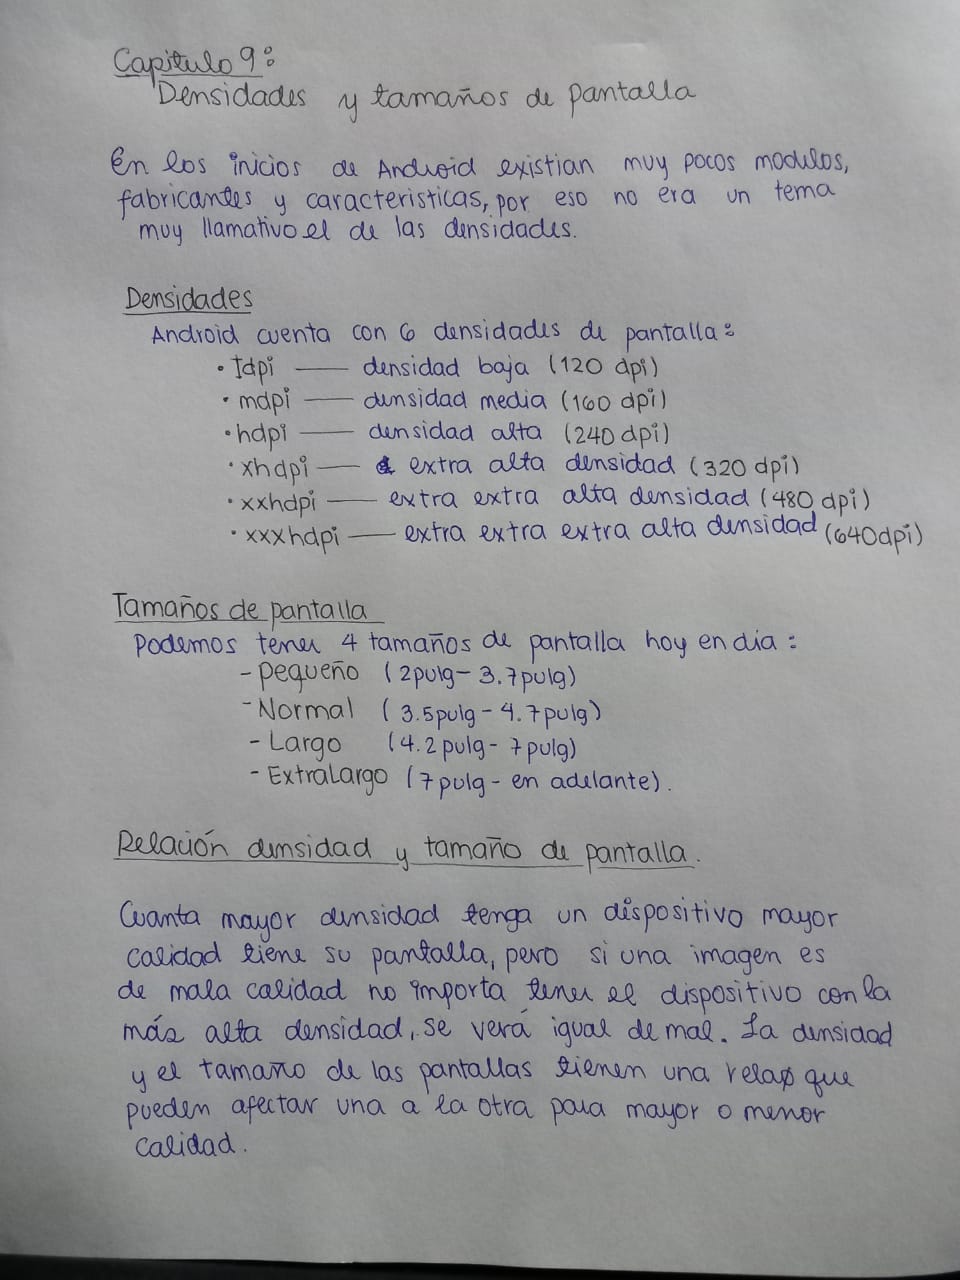 Capitulo 9:
Densidades y tamaños de pantalla
En los inicios de Android existian muy pocos modulos,
fabricantes y caracteristicas, por eso no era un tema
muy llamativo el de las densidades.
Densidades
Android cuenta con 6 densidades de pantalla:
• Idpi — densidad baja (120 dpi)
• mdpi — densidad media (160 dpi)
• hdpi — densidad alta (240 dpi)
• xhdpi — extra alta densidad (320 dpi)
• xxhdpi — extra extra alta densidad (480 dpi)
• xxxhdpi — extra extra extra alta densidad (640dpi)
Tamaños de pantalla
Podemos tener 4 tamaños de pantalla hoy en dia:
- Pequeño (2pulg- 3.7pulg)
- Normal (3.5pulg - 4.7pulg)
- Largo (4.2 pulg- 7pulg)
- ExtraLargo (7pulg - en adelante).
Relación densidad y tamaño de pantalla.
Cuanta mayor densidad tenga un dispositivo mayor
calidad tiene su pantalla, pero si una imagen es
de mala calidad no importa tener el dispositivo con la
más alta densidad, se verá igual de mal. La densidad
y el tamaño de las pantallas tienen una relap que
pueden afectar una a la otra para mayor o menor
calidad.